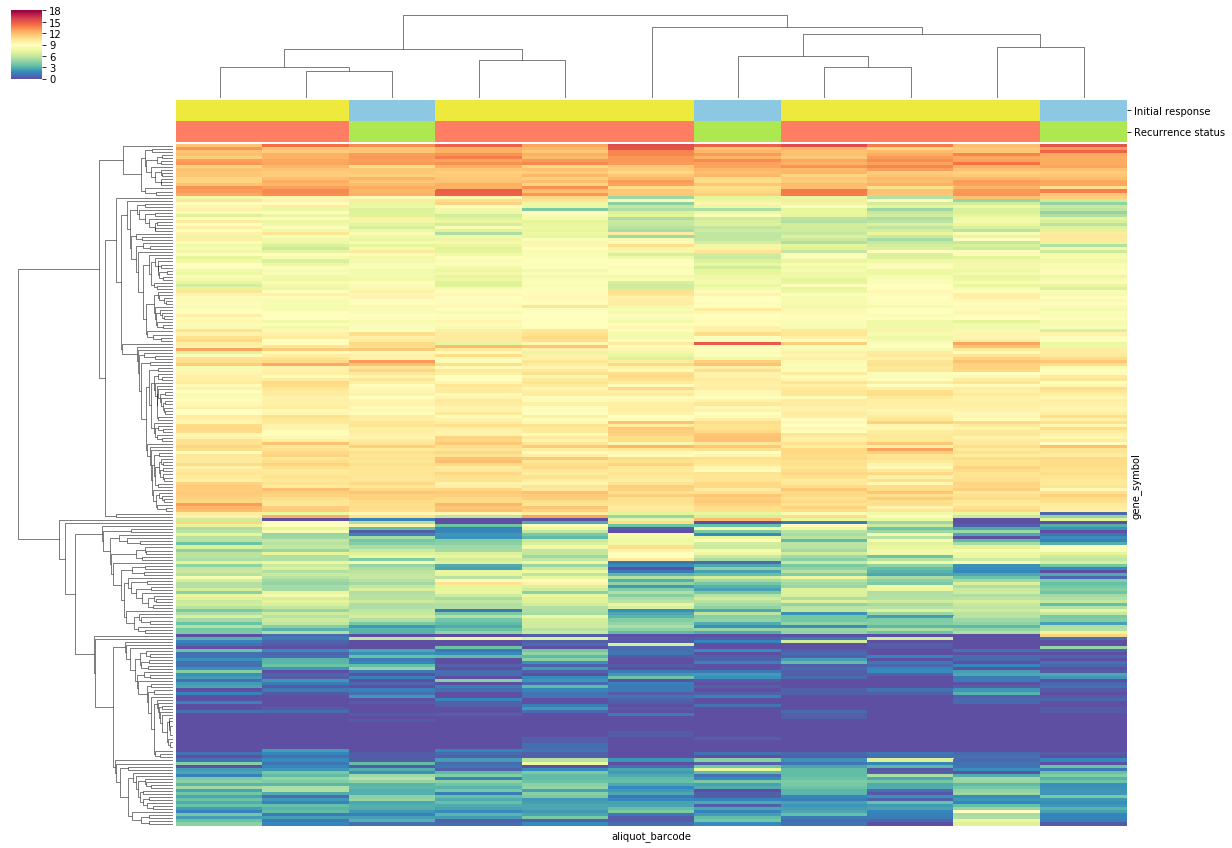 18
15
12
9
6
3
0
Initial response
Recurrence status
gene_symbol
aliquot_barcode